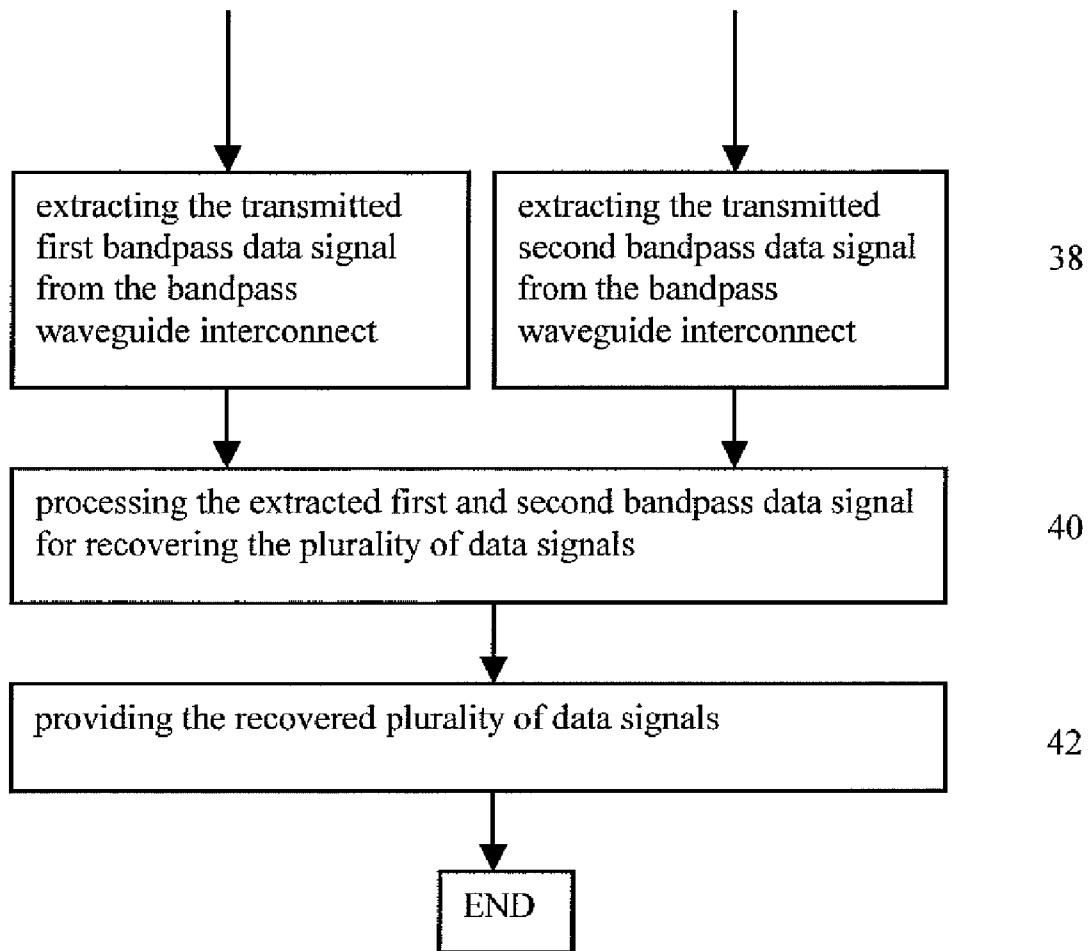 extracting the transmitted
first bandpass data signal
from the bandpass
waveguide interconnect
extracting the transmitted
second bandpass data signal
from the bandpass
waveguide interconnect
38
processing the extracted first and second bandpass data signal
for recovering the plurality of data signals
40
providing the recovered plurality of data signals
42
END